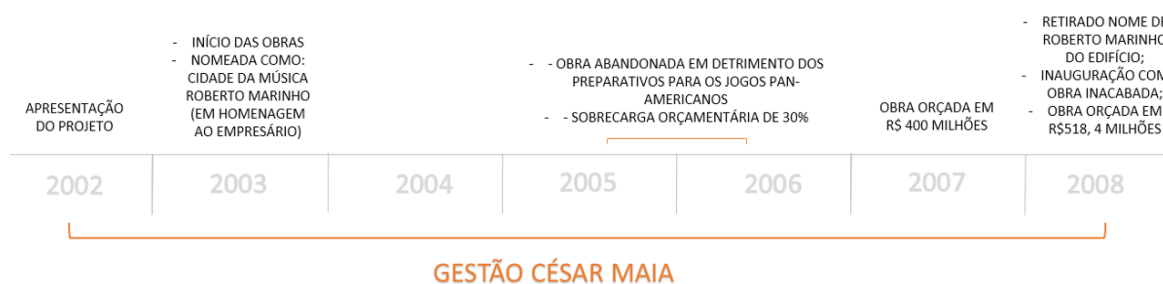 APRESENTAÇÃO
DO PROJETO
- INÍCIO DAS OBRAS
- NOMEADA COMO:
CIDADE DA MÚSICA
ROBERTO MARINHO
(EM HOMENAGEM
AO EMPRESÁRIO)
- - OBRA ABANDONADA EM DETRIMENTO DOS
PREPARATIVOS PARA OS JOGOS PAN-
AMERICANOS
- - SOBRECARGA ORÇAMENTÁRIA DE 30%
OBRA ORÇADA EM
R$ 400 MILHÕES
- RETIRADO NOME DE
ROBERTO MARINHO
DO EDIFÍCIO;
- INAUGURAÇÃO COM
OBRA INACABADA;
- OBRA ORÇADA EM
R$518, 4 MILHÕES
2002 2003 2004 2005 2006 2007 2008
GESTÃO CÉSAR MAIA